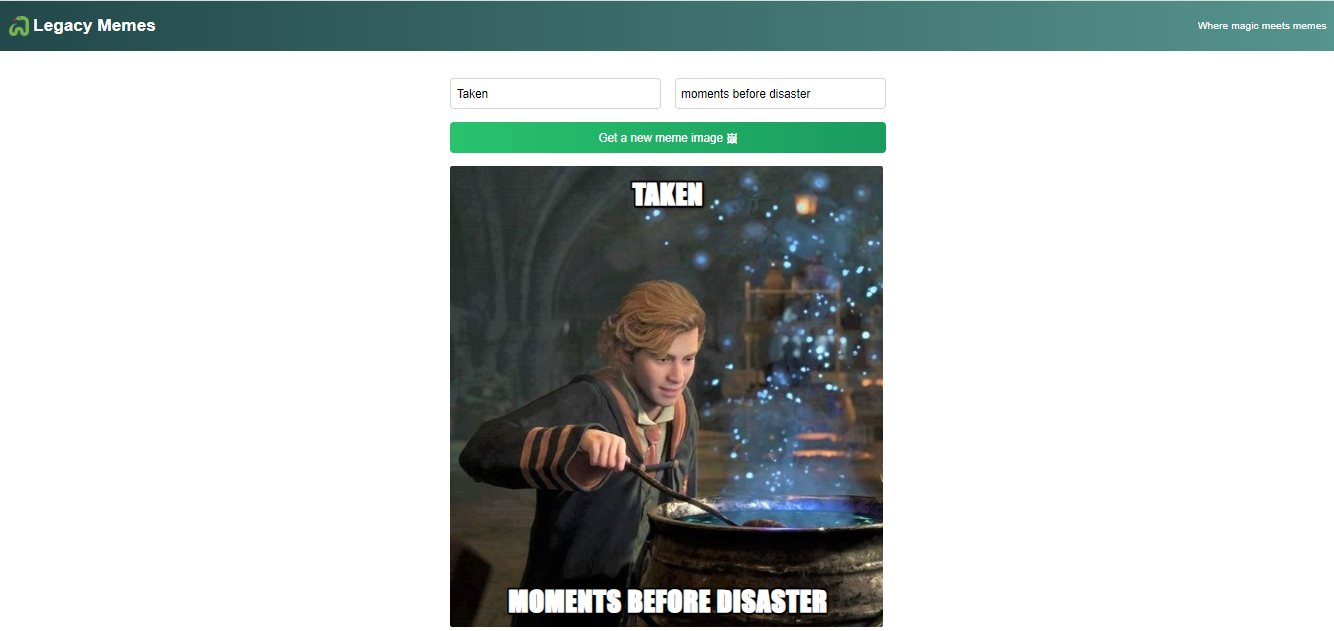 Legacy Memes
Where magic meets memes
Taken
moments before disaster
Get a new meme image
TAKEN
MOMENTS BEFORE DISASTER